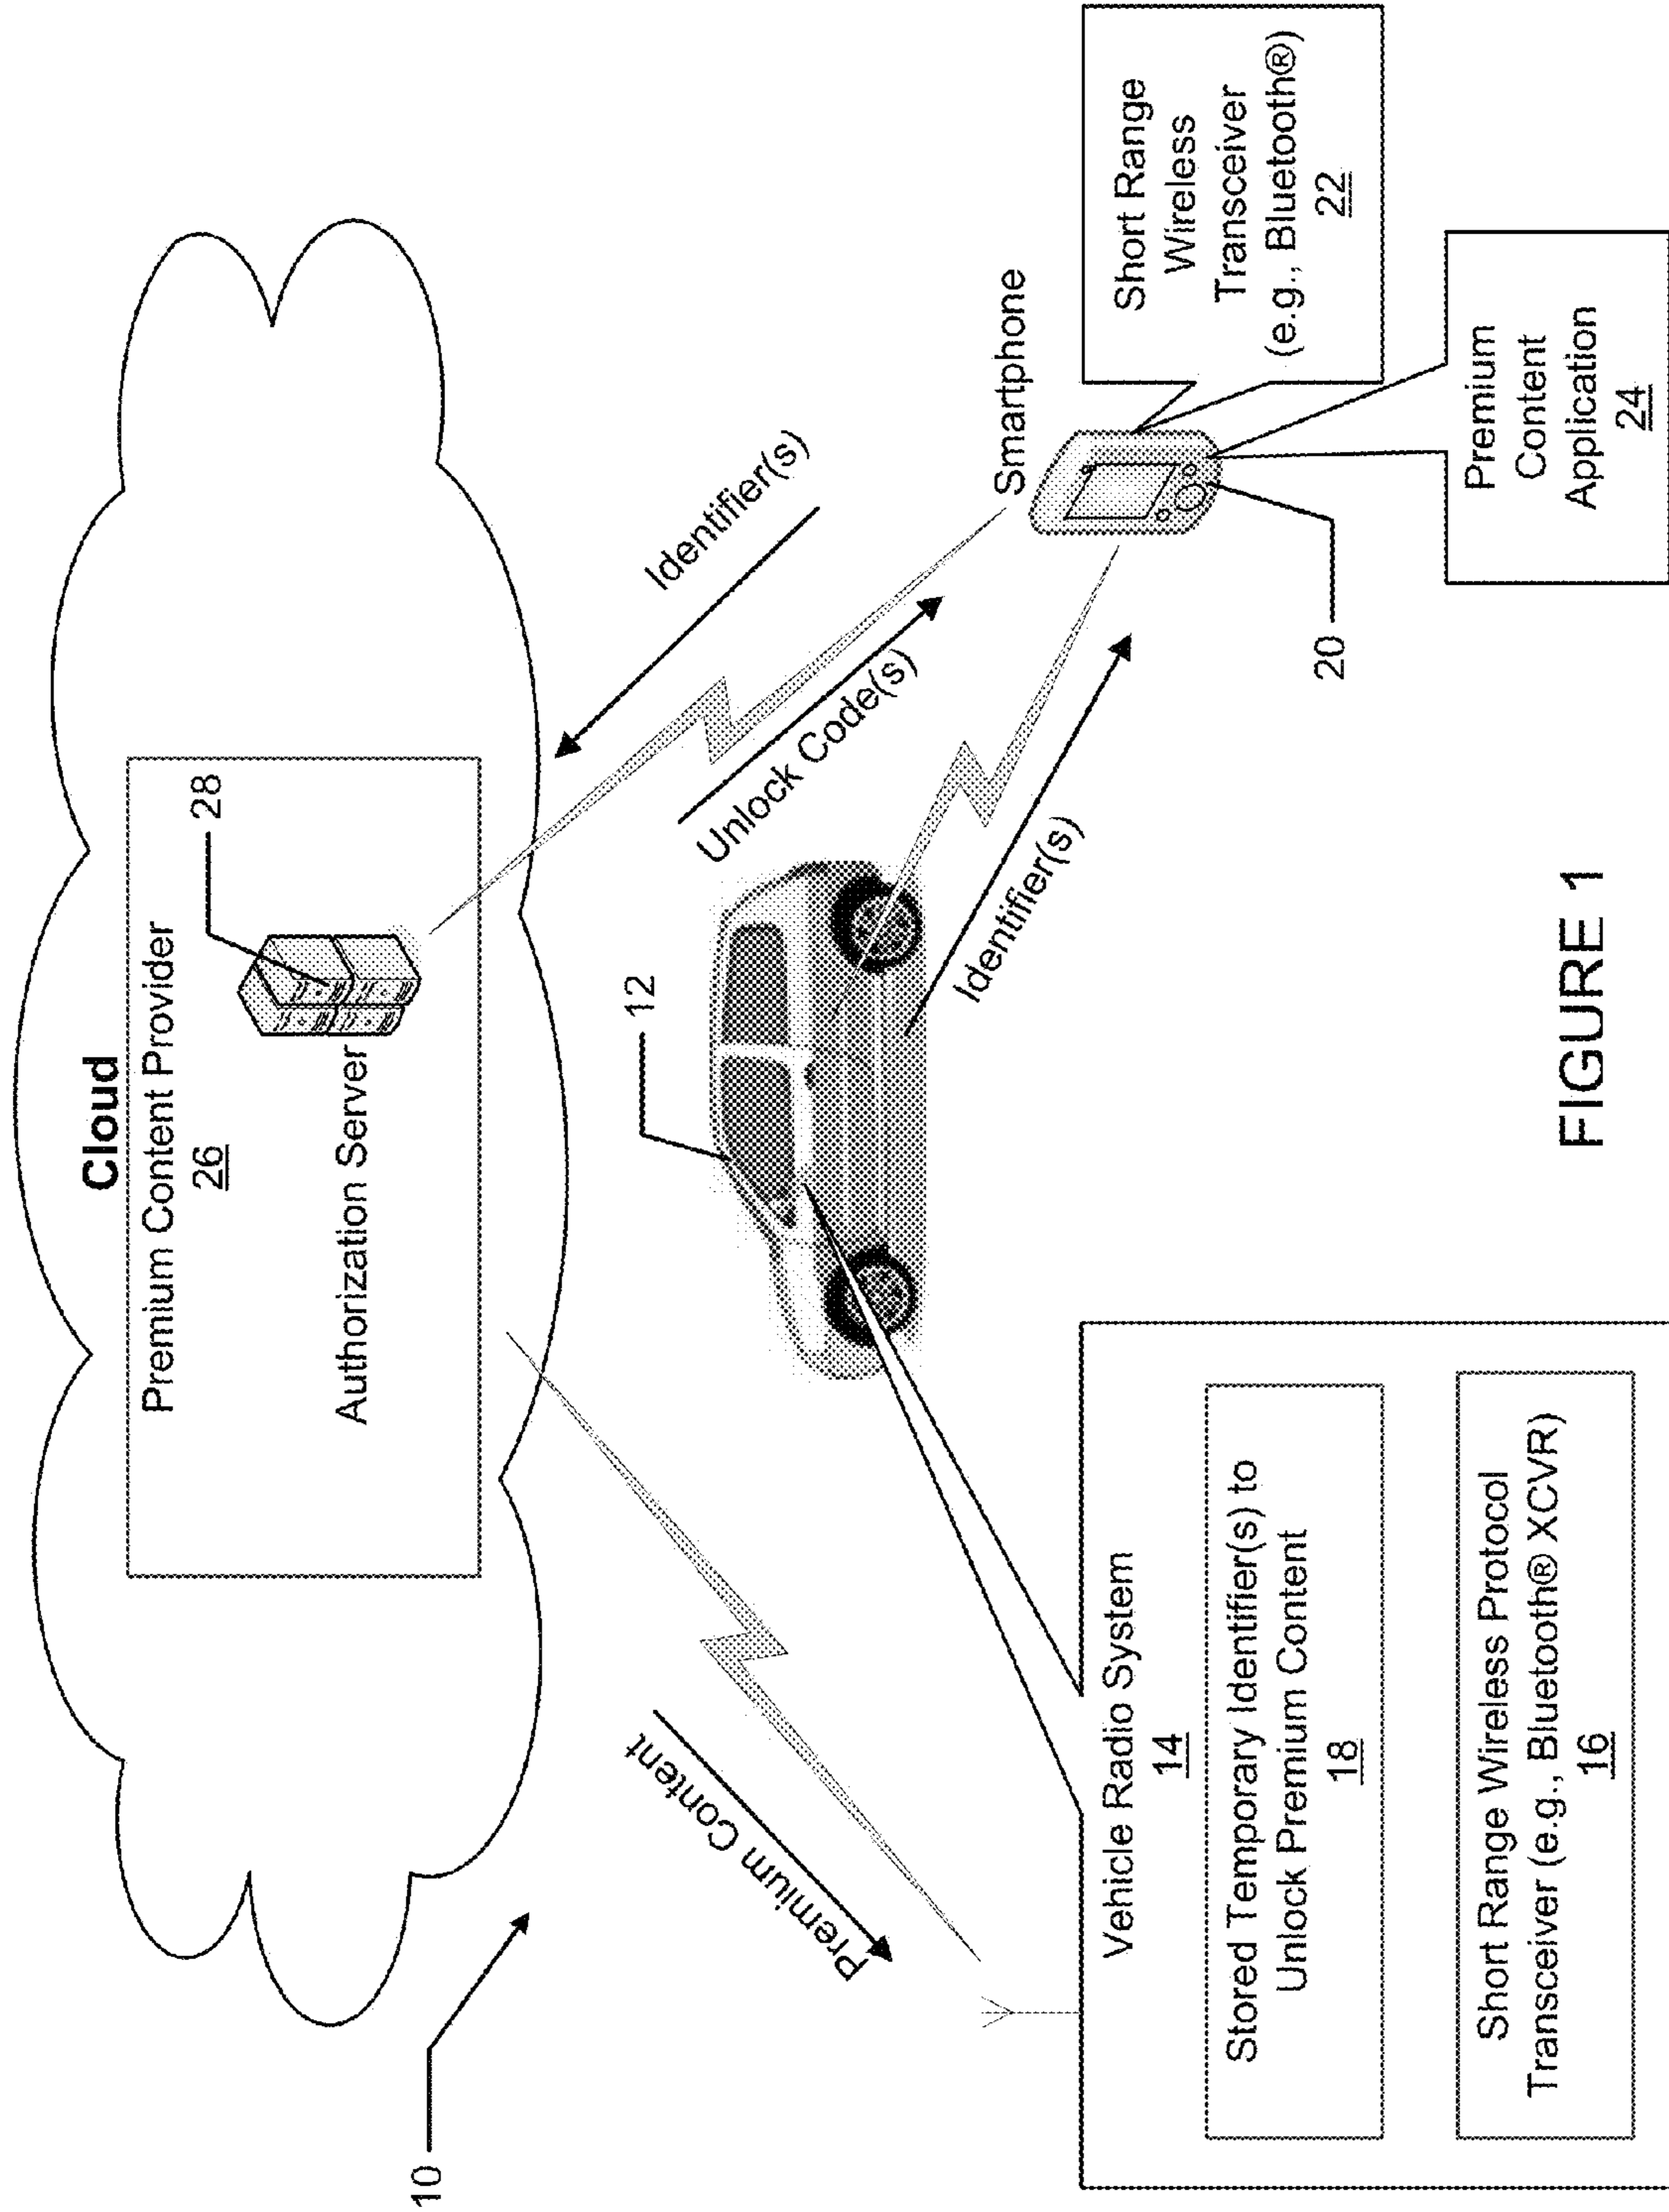 Cloud
Premium Content Provider
26
28
Authorization Server
10
12
Premium Content
Identifier(s)
Unlock Code(s)
Identifier(s)
Smartphone
20
Vehicle Radio System
14
Stored Temporary Identifier(s) to
Unlock Premium Content
18
Short Range Wireless Protocol
Transceiver (e.g., Bluetooth® XCVR)
16
Short Range
Wireless
Transceiver
(e.g., Bluetooth®)
22
Premium
Content
Application
24
FIGURE 1